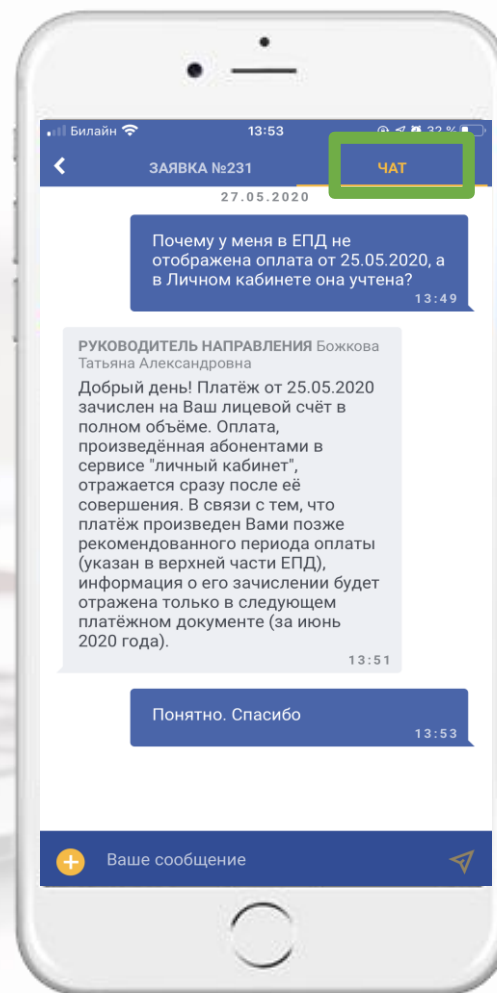 Билайн 13:53 32 %
ЗАЯВКА №231 ЧАТ
27.05.2020
Почему у меня в ЕПД не
отображена оплата от 25.05.2020, а
в Личном кабинете она учтена?
13:49
РУКОВОДИТЕЛЬ НАПРАВЛЕНИЯ Божкова
Татьяна Александровна
Добрый день! Платёж от 25.05.2020
зачислен на Ваш лицевой счёт в
полном объёме. Оплата,
произведённая абонентами в
сервисе "личный кабинет",
отражается сразу после её
совершения. В связи с тем, что
платёж произведен Вами позже
рекомендованного периода оплаты
(указан в верхней части ЕПД),
информация о его зачислении будет
отражена только в следующем
платёжном документе (за июнь
2020 года).
13:51
Понятно. Спасибо
13:53
Ваше сообщение